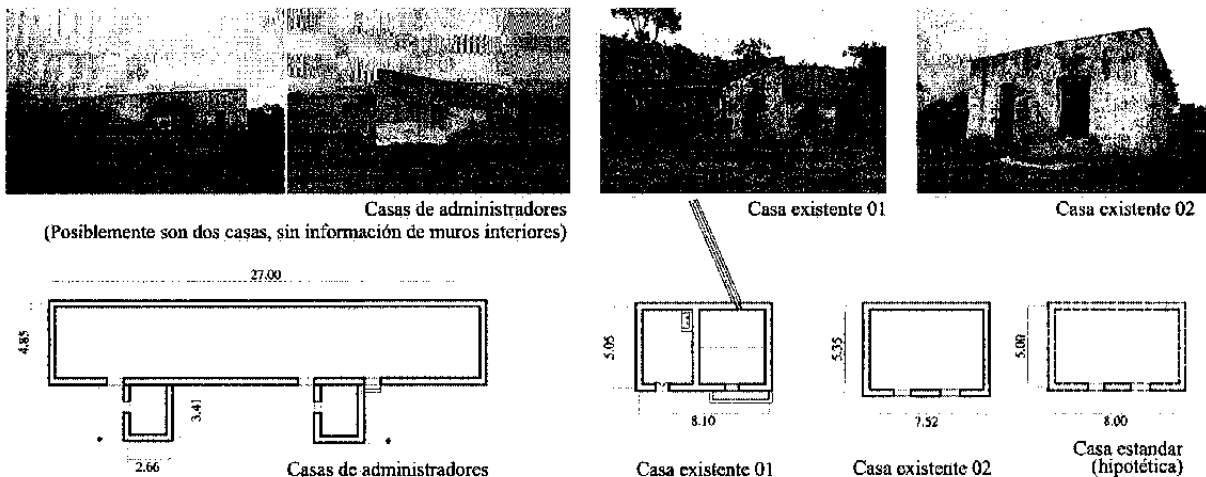 Casas de administradores
(Posiblemente son dos casas, sin información de muros interiores)
Casa existente 01
Casa existente 02
27.00
4.85
3.41
2.66
Casas de administradores
5.05
8.10
Casa existente 01
5.35
7.52
Casa existente 02
5.00
8.00
Casa estandar
(hipotética)